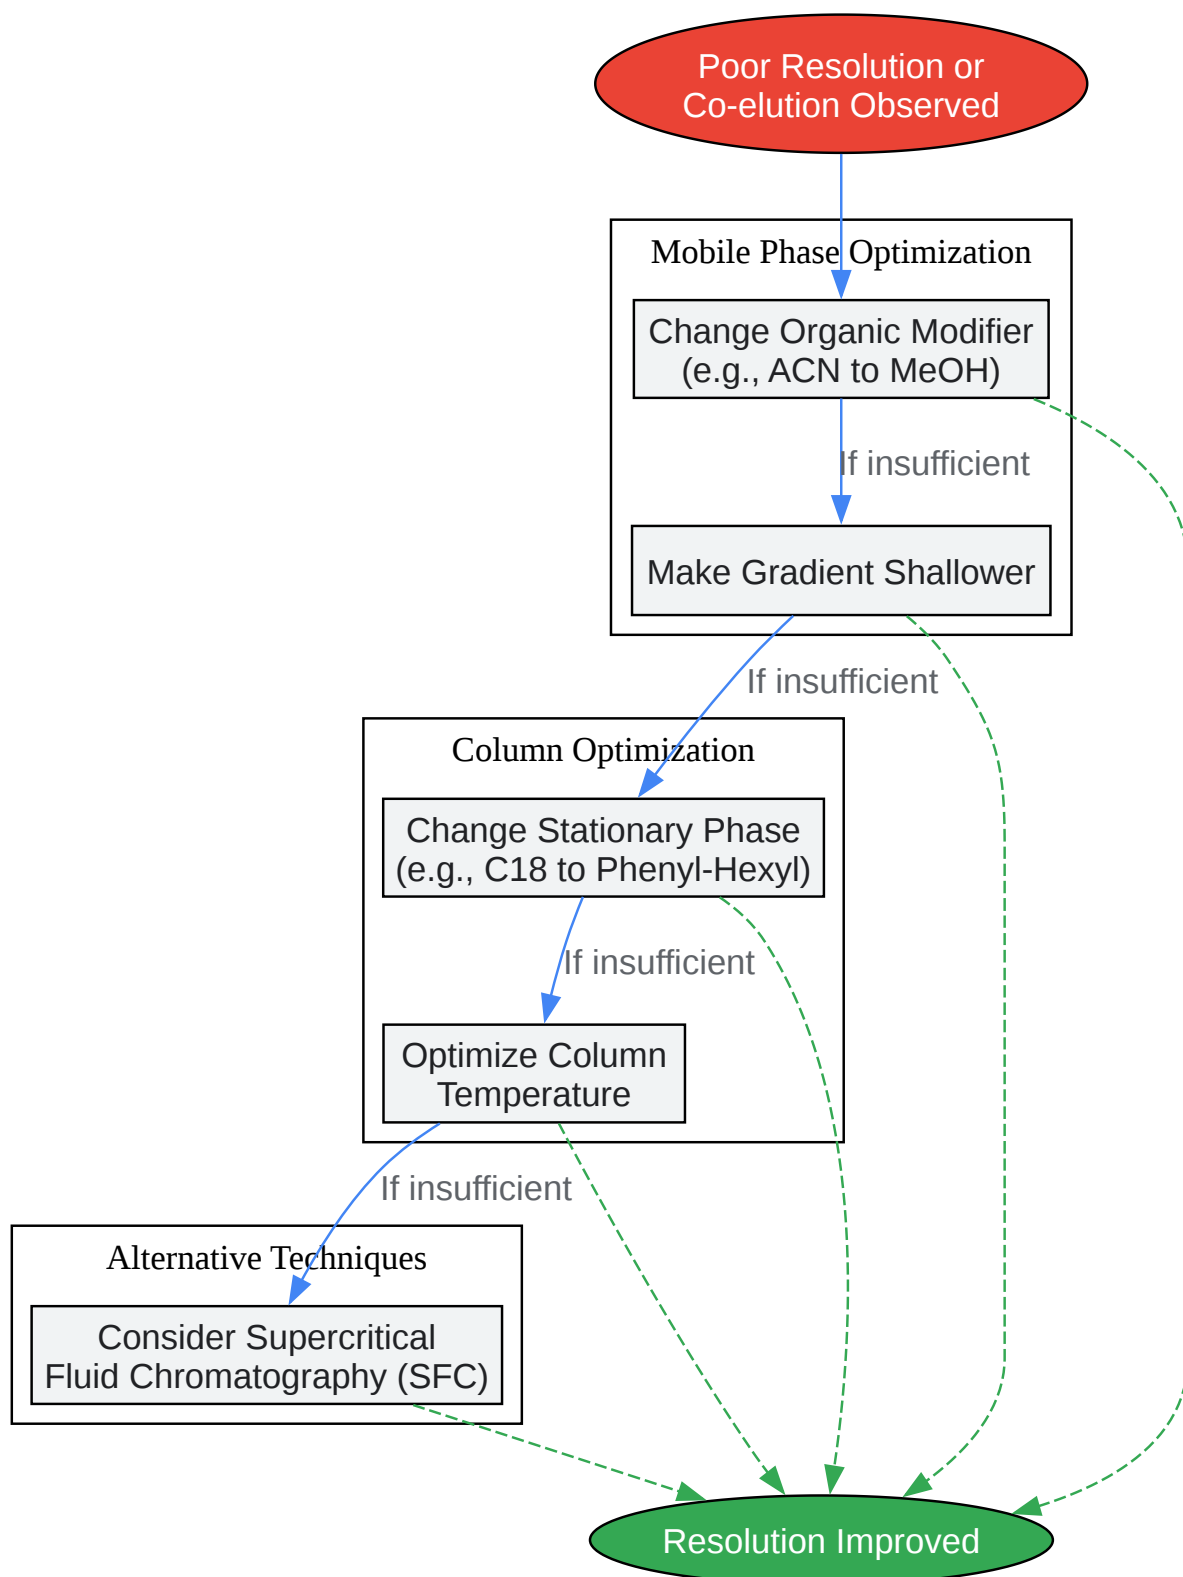 Poor Resolution or
Co-elution Observed
Mobile Phase Optimization
Change Organic Modifier
(e.g., ACN to MeOH)
If insufficient
Make Gradient Shallower
If insufficient
Column Optimization
Change Stationary Phase
(e.g., C18 to Phenyl-Hexyl)
If insufficient
Optimize Column
Temperature
If insufficient
Alternative Techniques
Consider Supercritical
Fluid Chromatography (SFC)
Resolution Improved